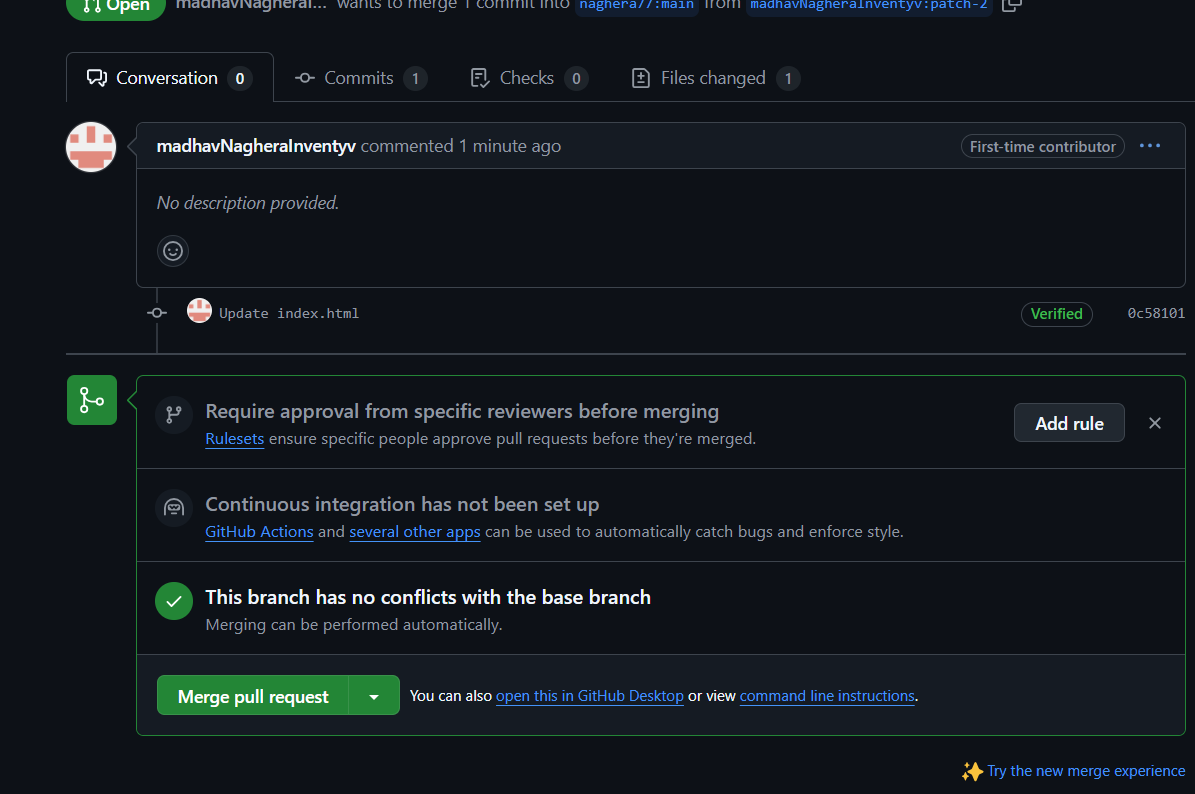 Open madhavNagheraI... wants to merge 1 commit into naghera77:main from madhavNagheraInventyv:patch-2
Conversation 0 Commits 1 Checks 0 Files changed 1
madhavNagheraInventyv commented 1 minute ago First-time contributor
No description provided.
Update index.html Verified 0c58101
Require approval from specific reviewers before merging
Rulesets ensure specific people approve pull requests before they're merged.
Add rule
Continuous integration has not been set up
GitHub Actions and several other apps can be used to automatically catch bugs and enforce style.
This branch has no conflicts with the base branch
Merging can be performed automatically.
Merge pull request You can also open this in GitHub Desktop or view command line instructions.
Try the new merge experience